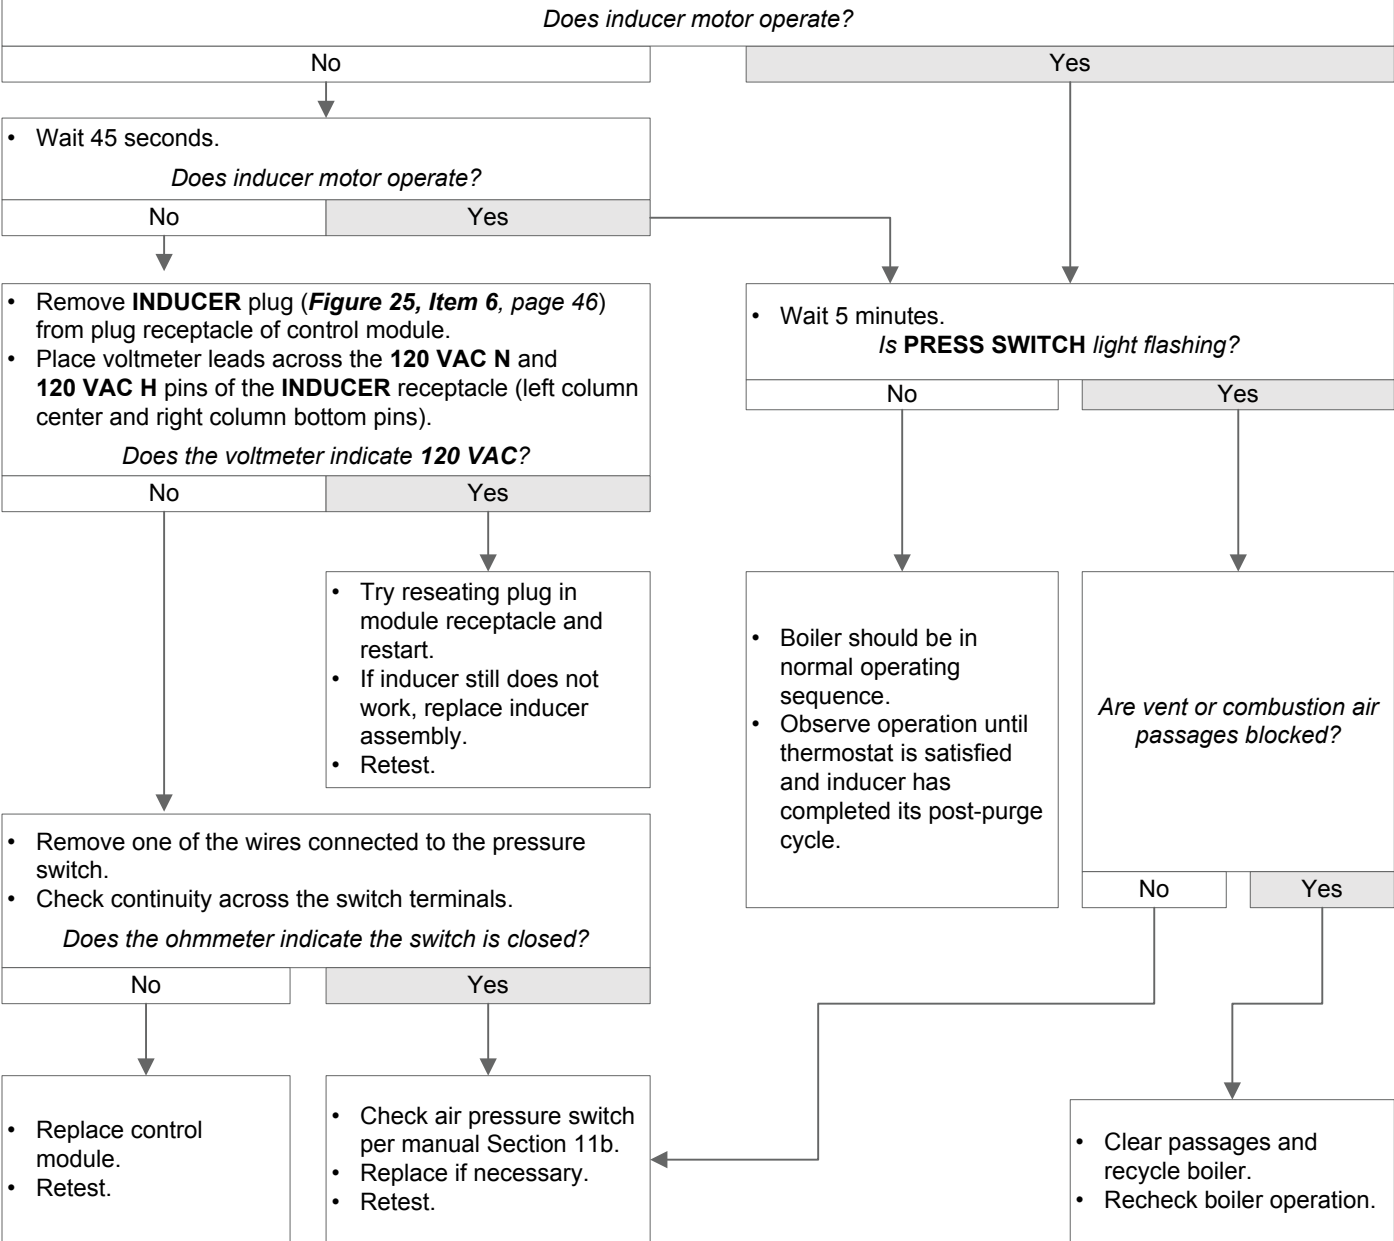 Does inducer motor operate?
No
Yes
• Wait 45 seconds.
Does inducer motor operate?
No
Yes
• Remove INDUCER plug (Figure 25, Item 6, page 46)
from plug receptacle of control module.
• Place voltmeter leads across the 120 VAC N and
120 VAC H pins of the INDUCER receptacle (left column
center and right column bottom pins).
Does the voltmeter indicate 120 VAC?
No
Yes
• Wait 5 minutes.
Is PRESS SWITCH light flashing?
No
Yes
• Try reseating plug in
module receptacle and
restart.
• If inducer still does not
work, replace inducer
assembly.
• Retest.
• Boiler should be in
normal operating
sequence.
• Observe operation until
thermostat is satisfied
and inducer has
completed its post-purge
cycle.
Are vent or combustion air
passages blocked?
No
Yes
• Remove one of the wires connected to the pressure
switch.
• Check continuity across the switch terminals.
Does the ohmmeter indicate the switch is closed?
No
Yes
• Replace control
module.
• Retest.
• Check air pressure switch
per manual Section 11b.
• Replace if necessary.
• Retest.
• Clear passages and
recycle boiler.
• Recheck boiler operation.